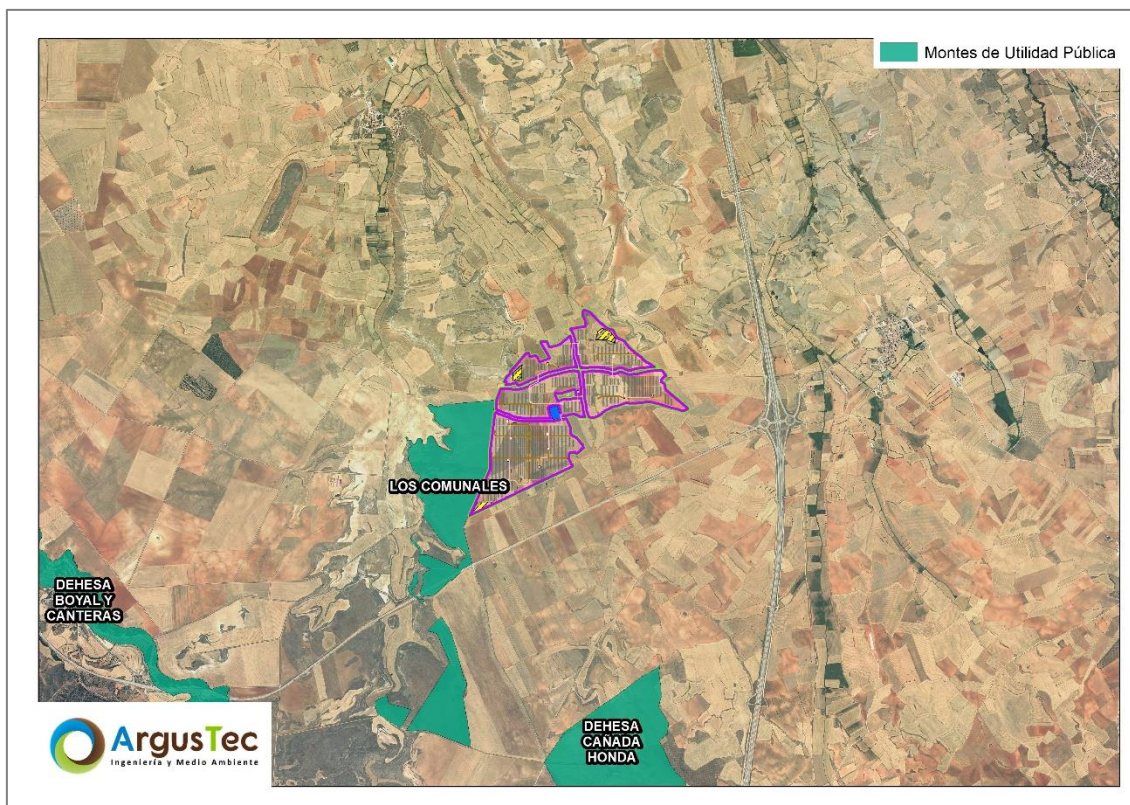 Montes de Utilidad Pública
LOS COMUNALES
DEHESA
BOYAL Y
CANTERAS
DEHESA
CAÑADA
HONDA
ArgusTec
Ingeniería y Medio Ambiente